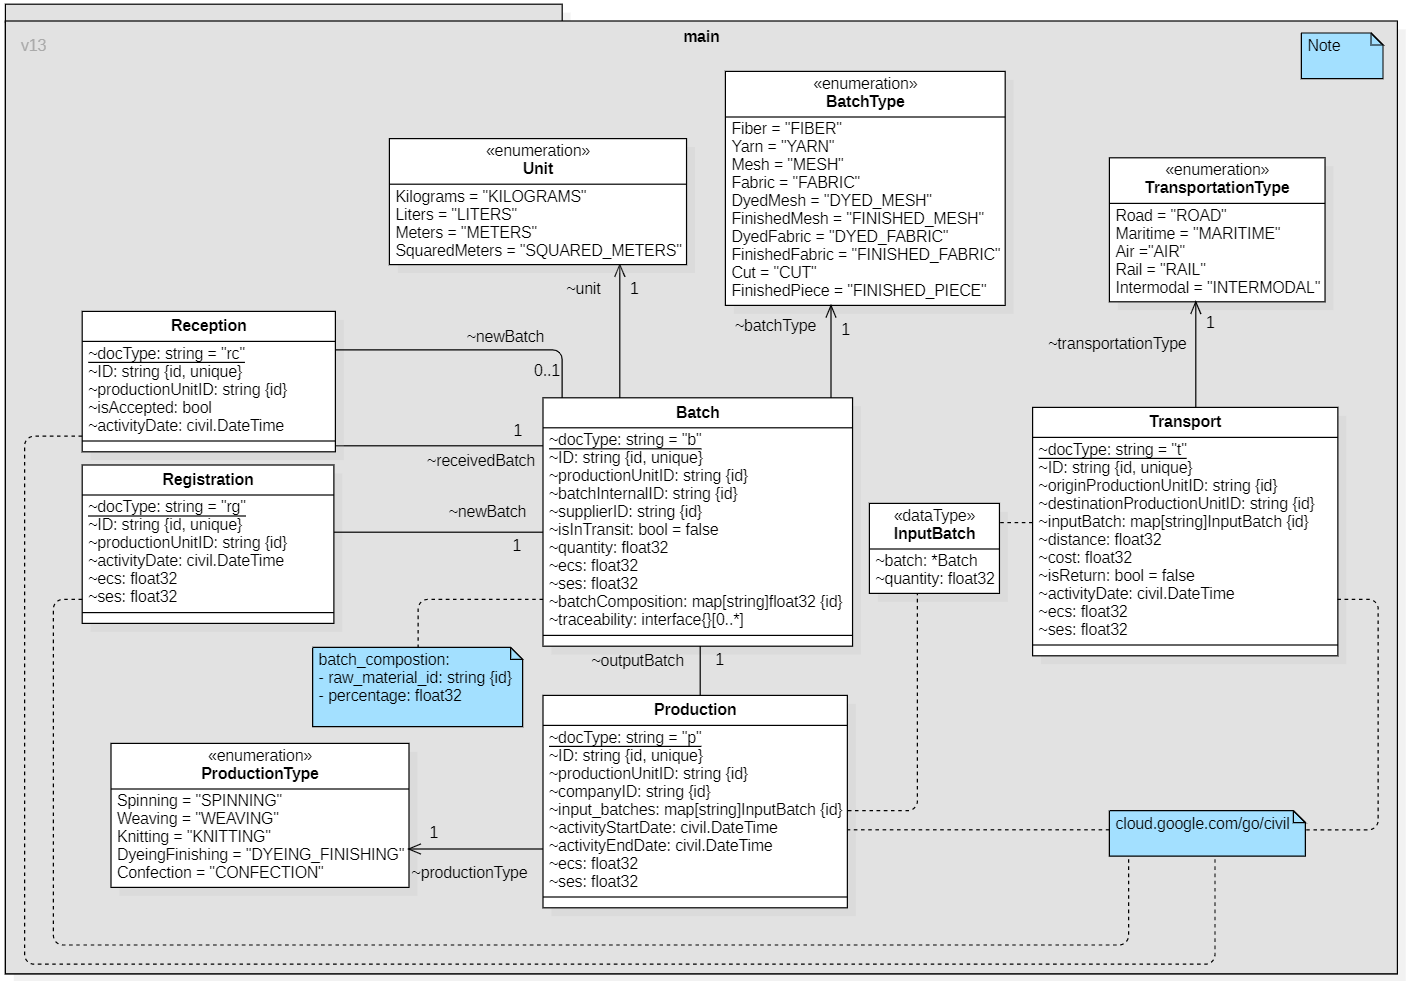 v13
main
Note
«enumeration»
BatchType
Fiber = "FIBER"
Yarn = "YARN"
Mesh = "MESH"
Fabric = "FABRIC"
DyedMesh = "DYED_MESH"
FinishedMesh = "FINISHED_MESH"
DyedFabric = "DYED_FABRIC"
FinishedFabric = "FINISHED_FABRIC"
Cut = "CUT"
FinishedPiece = "FINISHED_PIECE"
«enumeration»
Unit
Kilograms = "KILOGRAMS"
Liters = "LITERS"
Meters = "METERS"
SquaredMeters = "SQUARED_METERS"
«enumeration»
TransportationType
Road = "ROAD"
Maritime = "MARITIME"
Air ="AIR"
Rail = "RAIL"
Intermodal = "INTERMODAL"
~unit
1
~batchType
1
~transportationType
1
Reception
~docType: string = "rc"
~ID: string {id, unique}
~productionUnitID: string {id}
~isAccepted: bool
~activityDate: civil.DateTime
~newBatch
0..1
1
~receivedBatch
Registration
~docType: string = "rg"
~ID: string {id, unique}
~productionUnitID: string {id}
~activityDate: civil.DateTime
~ecs: float32
~ses: float32
~newBatch
1
Batch
~docType: string = "b"
~ID: string {id, unique}
~productionUnitID: string {id}
~batchInternalID: string {id}
~supplierID: string {id}
~isInTransit: bool = false
~quantity: float32
~ecs: float32
~ses: float32
~batchComposition: map[string]float32 {id}
~traceability: interface{}[0..*]
«dataType»
InputBatch
~batch: *Batch
~quantity: float32
Transport
~docType: string = "t"
~ID: string {id, unique}
~originProductionUnitID: string {id}
~destinationProductionUnitID: string {id}
~inputBatch: map[string]InputBatch {id}
~distance: float32
~cost: float32
~isReturn: bool = false
~activityDate: civil.DateTime
~ecs: float32
~ses: float32
batch_compostion:
- raw_material_id: string {id}
- percentage: float32
~outputBatch
1
Production
~docType: string = "p"
~ID: string {id, unique}
~productionUnitID: string {id}
~companyID: string {id}
~input_batches: map[string]InputBatch {id}
~activityStartDate: civil.DateTime
~activityEndDate: civil.DateTime
~ecs: float32
~ses: float32
«enumeration»
ProductionType
Spinning = "SPINNING"
Weaving = "WEAVING"
Knitting = "KNITTING"
DyeingFinishing = "DYEING_FINISHING"
Confection = "CONFECTION"
1
~productionType
cloud.google.com/go/civil